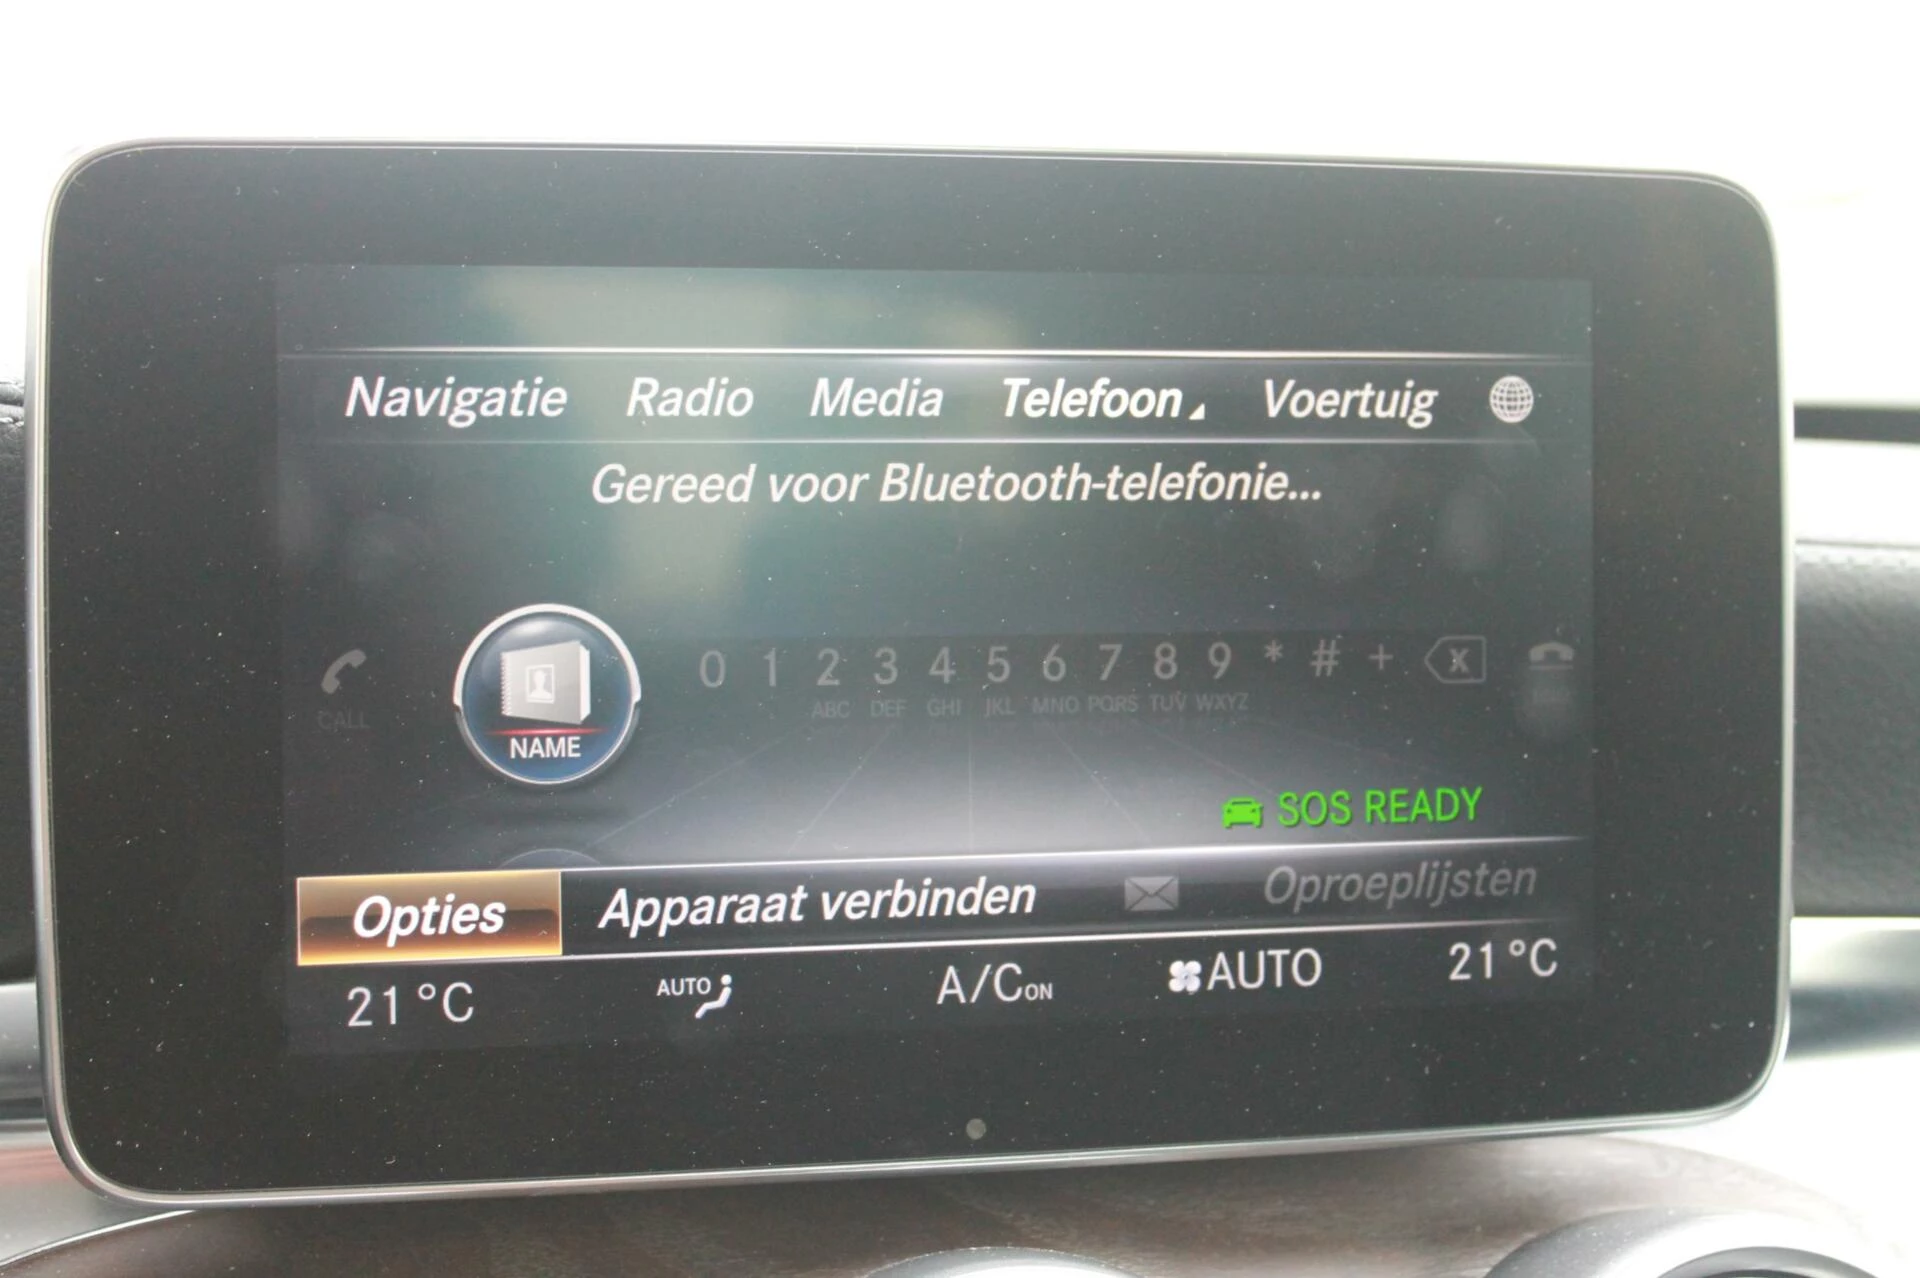 Navigatie Radio Media Telefoon Voertuig
Gereed voor Bluetooth-telefonie...
CALL
NAME
0 1 2 3 4 5 6 7 8 9 * # + X
ABC DEF GHI JKL MNO PQRS TUV WXYZ
SOS READY
Opties Apparaat verbinden Oproeplijsten
21°C AUTO A/C ON AUTO 21°C